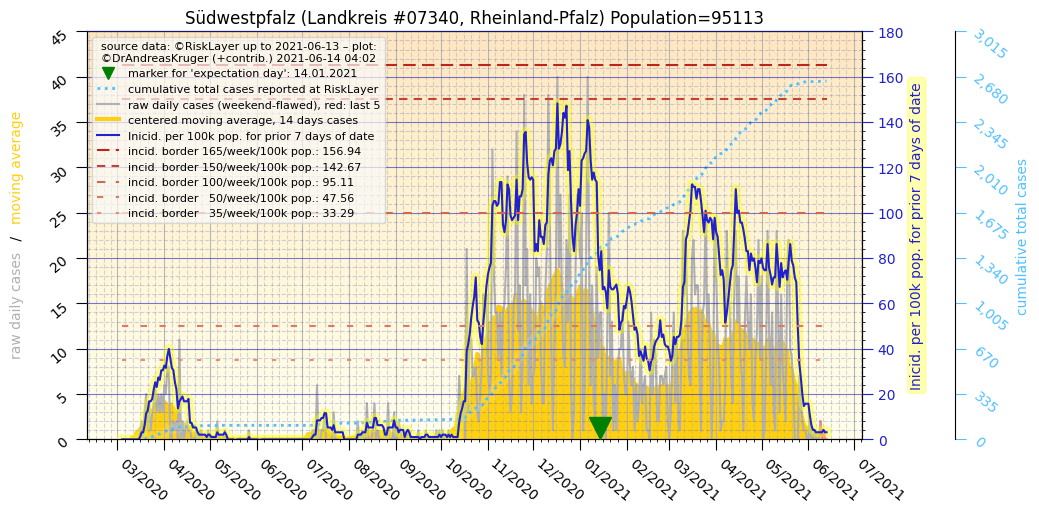 Südwestpfalz (Landkreis #07340, Rheinland-Pfalz) Population=95113
source data: ©RiskLayer up to 2021-06-13 – plot:
©DrAndreasKruger (+contrib.) 2021-06-14 04:02
marker for 'expectation day': 14.01.2021
cumulative total cases reported at RiskLayer
raw daily cases (weekend-flawed), red: last 5
centered moving average, 14 days cases
Inicid. per 100k pop. for prior 7 days of date
incid. border 165/week/100k pop.: 156.94
incid. border 150/week/100k pop.: 142.67
incid. border 100/week/100k pop.: 95.11
incid. border 50/week/100k pop.: 47.56
incid. border 35/week/100k pop.: 33.29
raw daily cases / moving average
45
40
35
30
25
20
15
10
5
0
03/2020
04/2020
05/2020
06/2020
07/2020
08/2020
09/2020
10/2020
11/2020
12/2020
01/2021
02/2021
03/2021
04/2021
05/2021
06/2021
07/2021
180
160
140
120
100
80
60
40
20
0
Inicid. per 100k pop. for prior 7 days of date
3,015
2,680
2,345
2,010
1,675
1,340
1,005
670
335
0
cumulative total cases